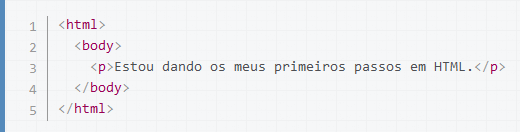 1 <html>
2 <body>
3 <p>Estou dando os meus primeiros passos em HTML.</p>
4 </body>
5 </html>